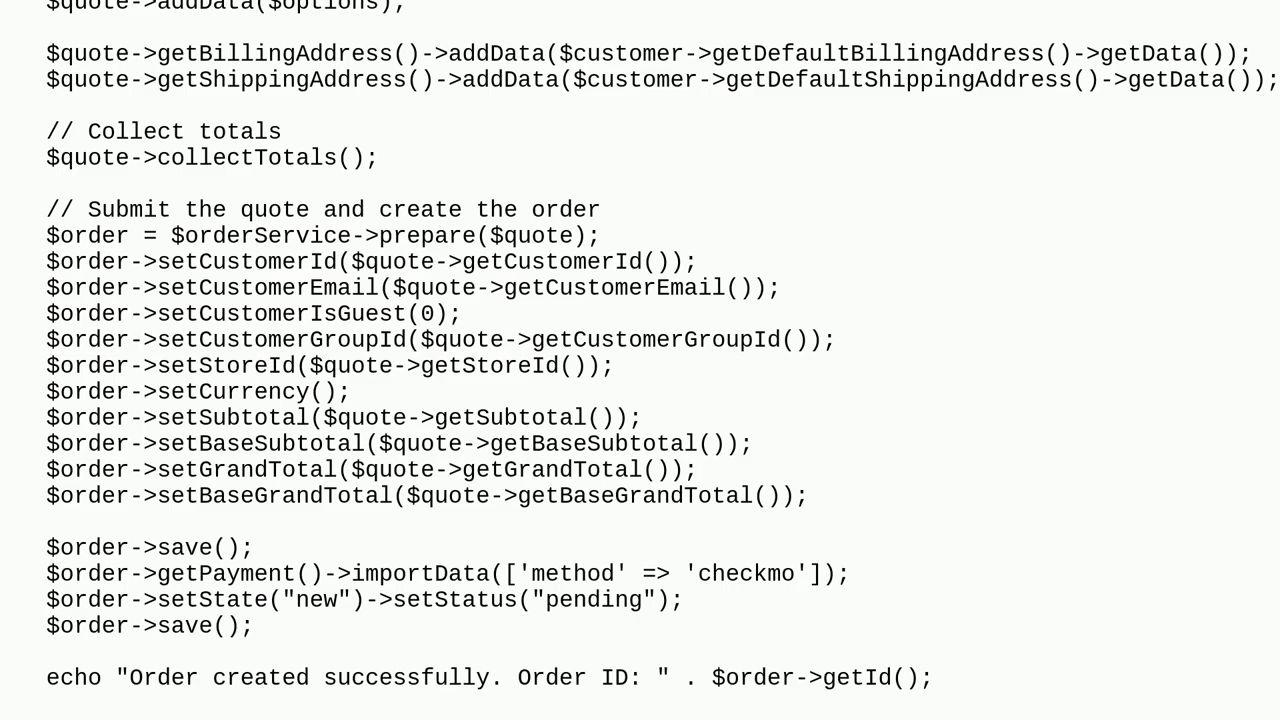 $quote->addData($options);
$quote->getBillingAddress()->addData($customer->getDefaultBillingAddress()->getData());
$quote->getShippingAddress()->addData($customer->getDefaultShippingAddress()->getData());
// Collect totals
$quote->collectTotals();
// Submit the quote and create the order
$order = $orderService->prepare($quote);
$order->setCustomerId($quote->getCustomerId());
$order->setCustomerEmail($quote->getCustomerEmail());
$order->setCustomerIsGuest(0);
$order->setCustomerGroupId($quote->getCustomerGroupId());
$order->setStoreId($quote->getStoreId());
$order->setCurrency();
$order->setSubtotal($quote->getSubtotal());
$order->setBaseSubtotal($quote->getBaseSubtotal());
$order->setGrandTotal($quote->getGrandTotal());
$order->setBaseGrandTotal($quote->getBaseGrandTotal());
$order->save();
$order->getPayment()->importData(['method' => 'checkmo']);
$order->setState("new")->setStatus("pending");
$order->save();
echo "Order created successfully. Order ID: " . $order->getId();